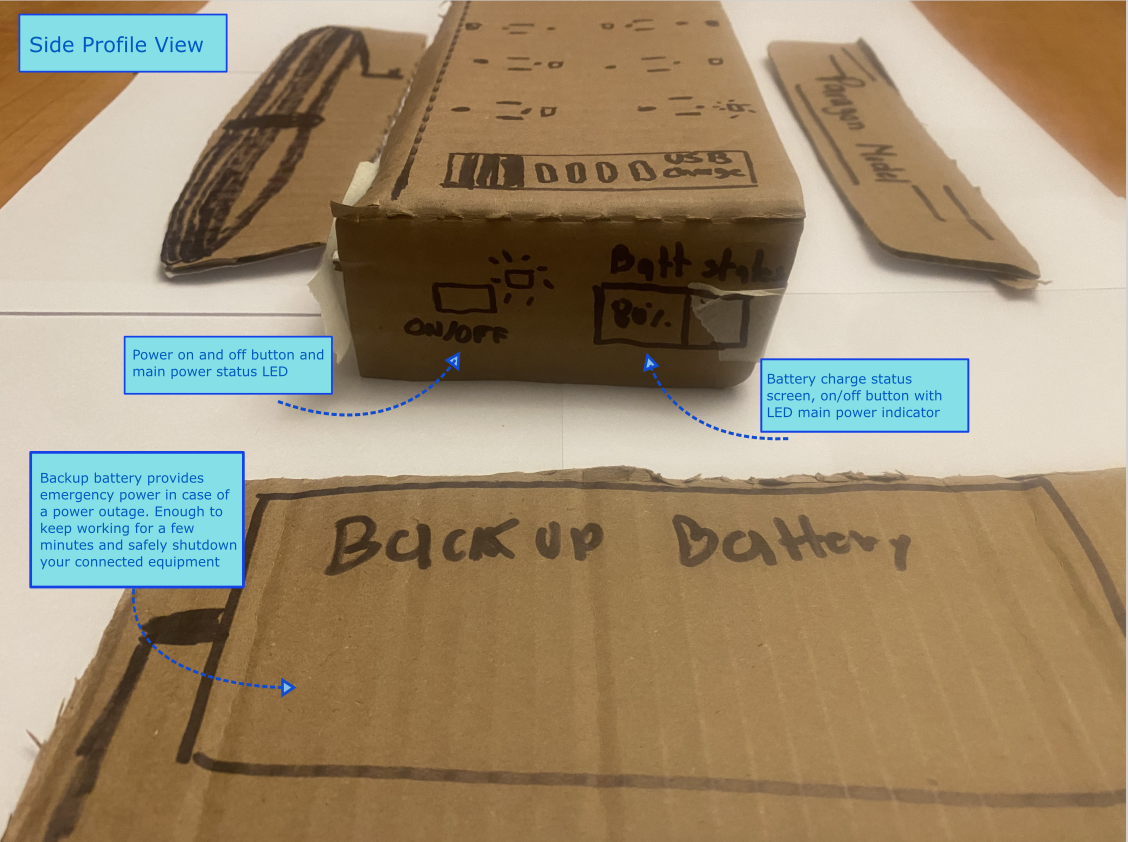 Side Profile View
USB
charge
Paragon Model
Batt status
80%
ON/OFF
Power on and off button and
main power status LED
Battery charge status
screen, on/off button with
LED main power indicator
Backup battery provides
emergency power in case of
a power outage. Enough to
keep working for a few
minutes and safely shutdown
your connected equipment
Backup Battery